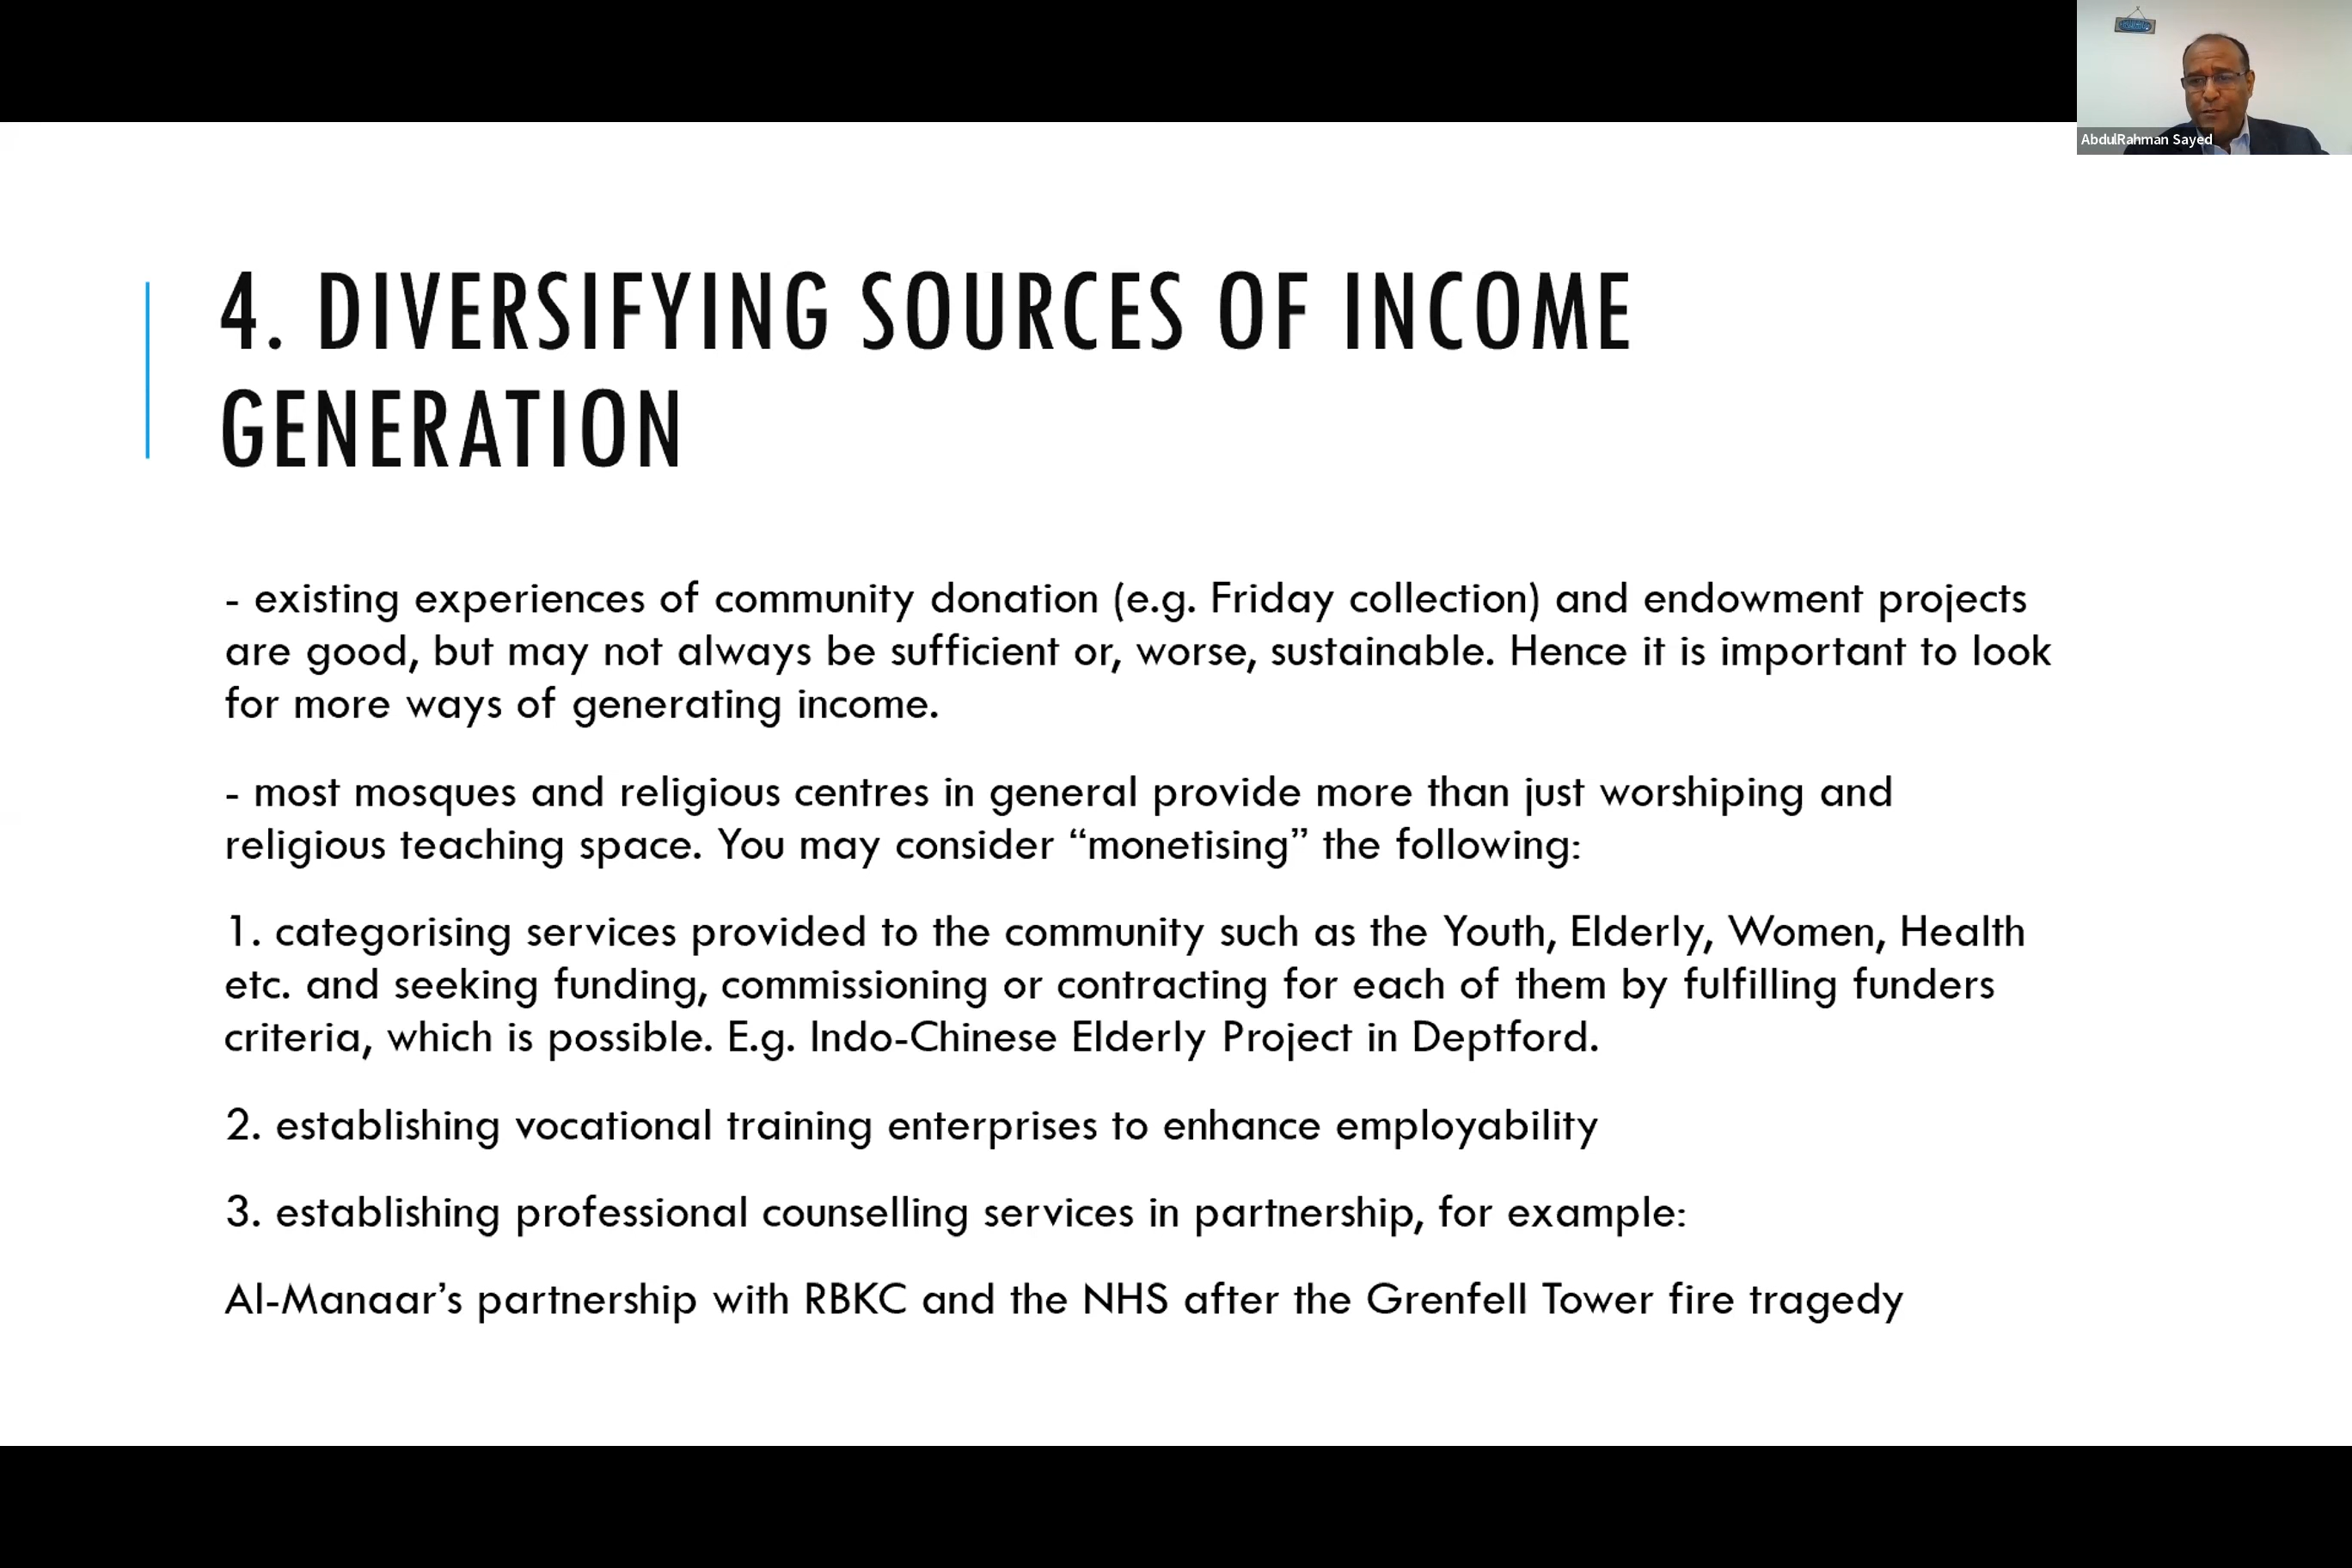 AbdulRahman Sayed
4. DIVERSIFYING SOURCES OF INCOME
GENERATION
- existing experiences of community donation (e.g. Friday collection) and endowment projects
are good, but may not always be sufficient or, worse, sustainable. Hence it is important to look
for more ways of generating income.
- most mosques and religious centres in general provide more than just worshiping and
religious teaching space. You may consider “monetising” the following:
1. categorising services provided to the community such as the Youth, Elderly, Women, Health
etc. and seeking funding, commissioning or contracting for each of them by fulfilling funders
criteria, which is possible. E.g. Indo-Chinese Elderly Project in Deptford.
2. establishing vocational training enterprises to enhance employability
3. establishing professional counselling services in partnership, for example:
Al-Manaar’s partnership with RBKC and the NHS after the Grenfell Tower fire tragedy